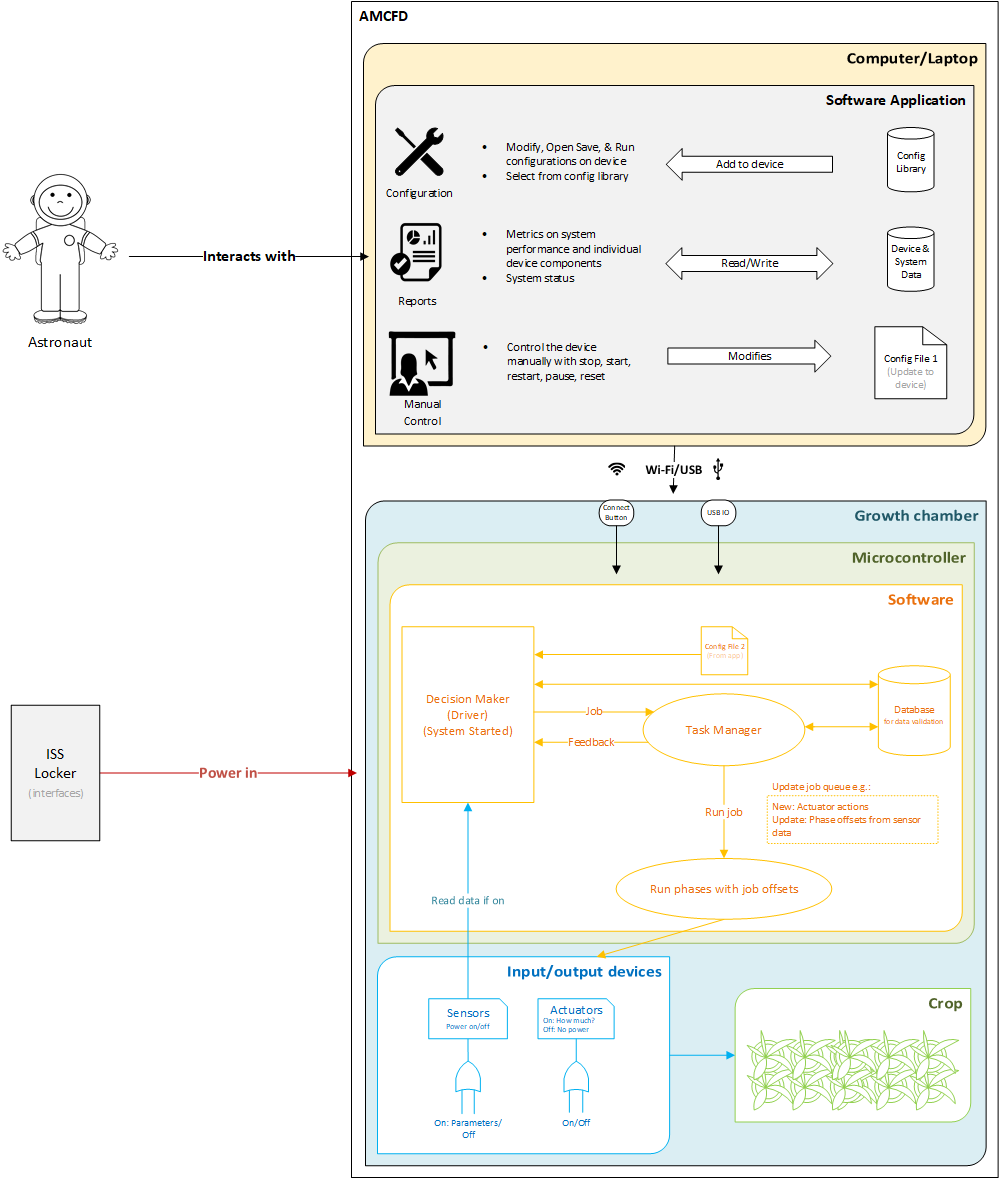 AMCFD
Computer/Laptop
Software Application
Configuration
• Modify, Open Save, & Run
configurations on device
• Select from config library
Add to device
Config
Library
Reports
• Metrics on system
performance and individual
device components
• System status
Read/Write
Device &
System
Data
Manual
Control
• Control the device
manually with stop, start,
restart, pause, reset
Modifies
Config File 1
(Update to
device)
Astronaut
Interacts with
Wi-Fi/USB
Connect
Button
USB IO
Growth chamber
Microcontroller
Software
Decision Maker
(Driver)
(System Started)
Config File 2
(From app)
Database
for data validation
Job
Feedback
Task Manager
Run job
Update job queue e.g.:
New: Actuator actions
Update: Phase offsets from sensor
data
Run phases with job offsets
Read data if on
ISS
Locker
(interfaces)
Power in
Input/output devices
Sensors
Power on/off
On: Parameters/
Off
Actuators
On: How much?
Off: No power
On/Off
Crop